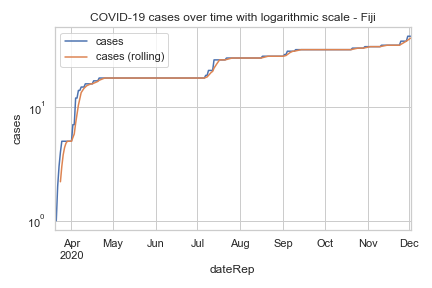 COVID-19 cases over time with logarithmic scale - Fiji
cases
cases (rolling)
10¹
10⁰
cases
Apr
2020
May
Jun
Jul
Aug
Sep
Oct
Nov
Dec
dateRep